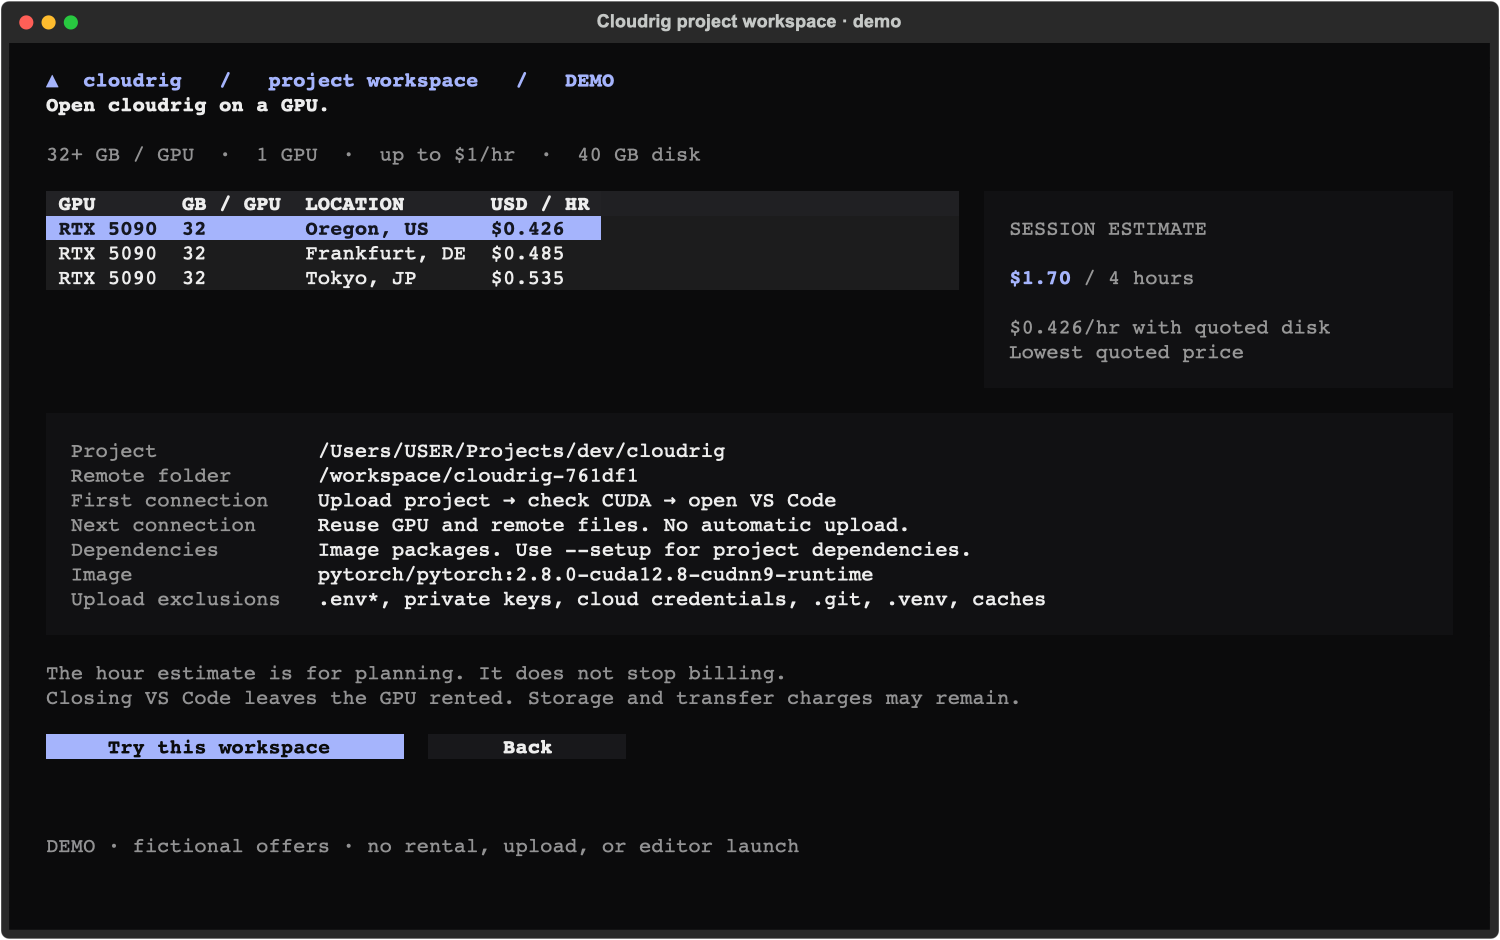 Cloudrig project workspace · demo
▲ cloudrig / project workspace / DEMO
Open cloudrig on a GPU.
32+ GB / GPU · 1 GPU · up to $1/hr · 40 GB disk
GPU GB / GPU LOCATION USD / HR
RTX 5090 32 Oregon, US $0.426
RTX 5090 32 Frankfurt, DE $0.485
RTX 5090 32 Tokyo, JP $0.535
SESSION ESTIMATE
$1.70 / 4 hours
$0.426/hr with quoted disk
Lowest quoted price
Project /Users/USER/Projects/dev/cloudrig
Remote folder /workspace/cloudrig-761df1
First connection Upload project → check CUDA → open VS Code
Next connection Reuse GPU and remote files. No automatic upload.
Dependencies Image packages. Use --setup for project dependencies.
Image pytorch/pytorch:2.8.0-cuda12.8-cudnn9-runtime
Upload exclusions .env*, private keys, cloud credentials, .git, .venv, caches
The hour estimate is for planning. It does not stop billing.
Closing VS Code leaves the GPU rented. Storage and transfer charges may remain.
Try this workspace Back
DEMO · fictional offers · no rental, upload, or editor launch